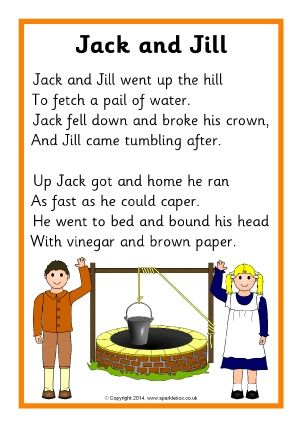 Jack and Jill
Jack and Jill went up the hill
To fetch a pail of water.
Jack fell down and broke his crown,
And Jill came tumbling after.
Up Jack got and home he ran
As fast as he could caper.
He went to bed and bound his head
With vinegar and brown paper.
© Copyright 2014, www.sparklebox.co.uk